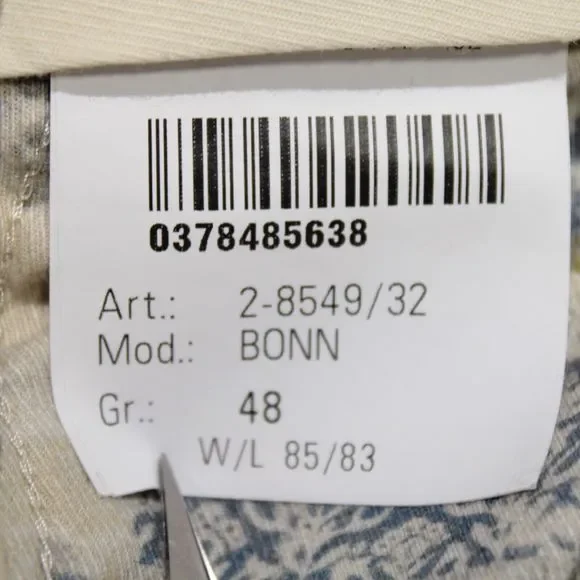 0378485638
Art.: 2-8549/32
Mod.: BONN
Gr.: 48
W/L 85/83